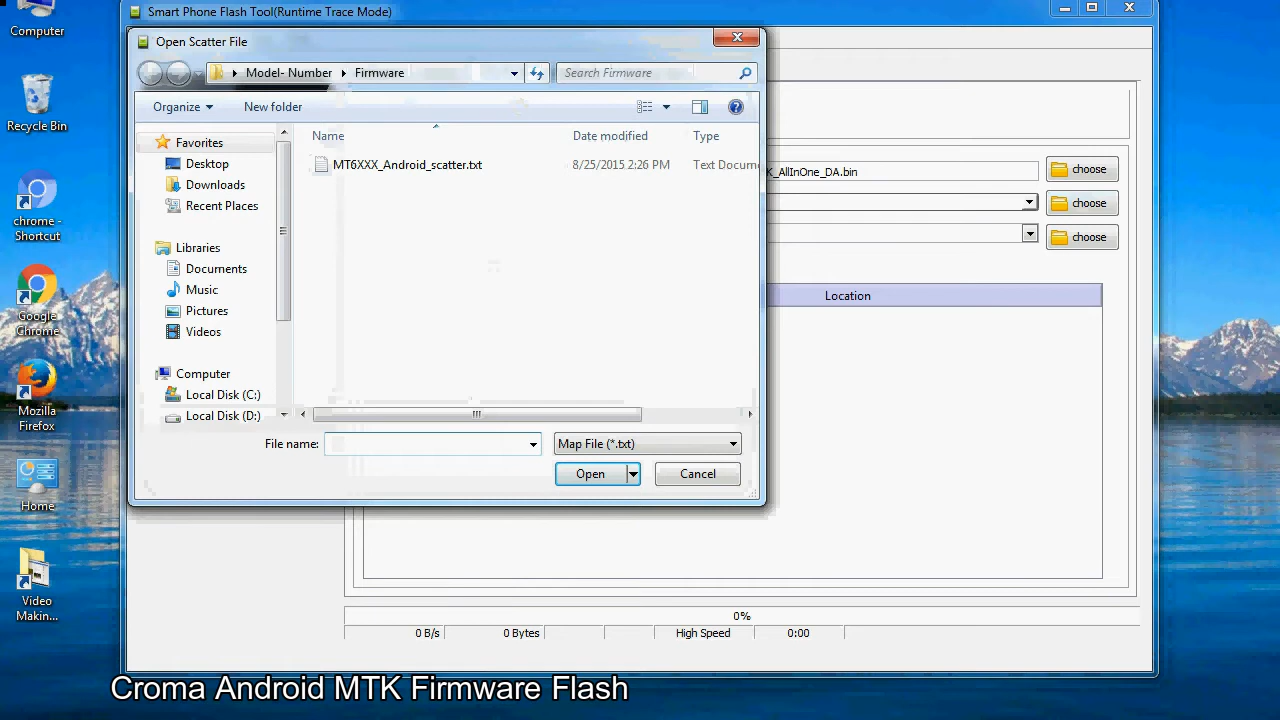 Computer
Recycle Bin
chrome -
Shortcut
Google
Chrome
Mozilla
Firefox
Home
Video
Makin...
Smart Phone Flash Tool(Runtime Trace Mode)
Open Scatter File
Model- Number
Firmware
Search Firmware
Organize
New folder
Favorites
Desktop
Downloads
Recent Places
Libraries
Documents
Music
Pictures
Videos
Computer
Local Disk (C:)
Local Disk (D:)
Name
Date modified
Type
MT6XXX_Android_scatter.txt
8/25/2015 2:26 PM
Text Docum
File name:
Map File (*.txt)
Open
Cancel
K_AllInOne_DA.bin
choose
choose
choose
Location
0%
0 B/s
0 Bytes
High Speed
0:00
Croma Android MTK Firmware Flash